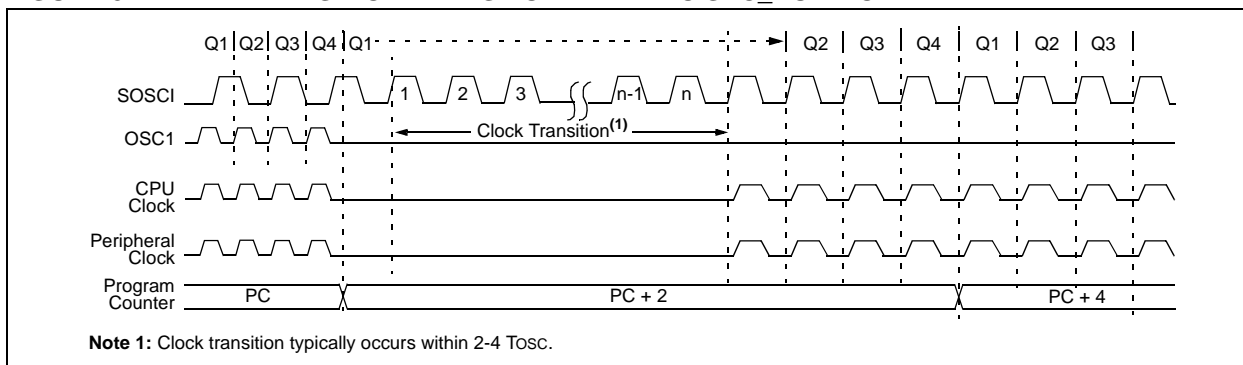 Q1 Q2 Q3 Q4 Q1 Q2 Q3 Q4 Q1 Q2 Q3
SOSCI 1 2 3 n-1 n
Clock Transition(1)
OSC1
CPU
Clock
Peripheral
Clock
Program
Counter
PC PC + 2 PC + 4
Note 1: Clock transition typically occurs within 2-4 TOSC.